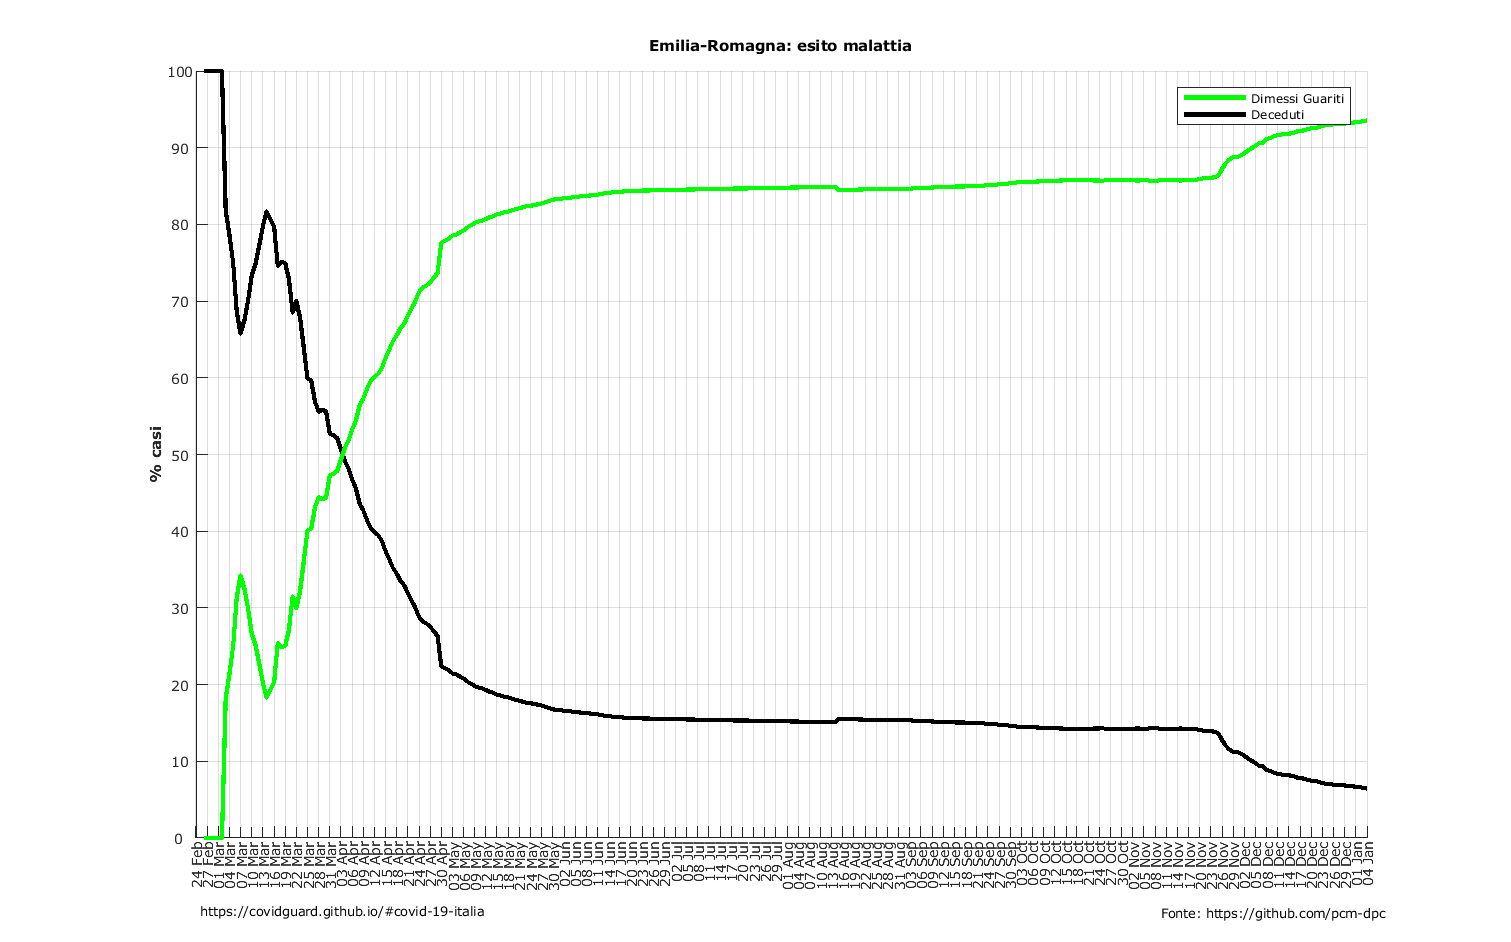 Emilia-Romagna: esito malattia
100
90
80
70
60
50
40
30
20
10
0
% casi
Dimessi Guariti
Deceduti
24 Feb
27 Feb
01 Mar
04 Mar
07 Mar
10 Mar
13 Mar
16 Mar
19 Mar
22 Mar
25 Mar
28 Mar
31 Mar
03 Apr
06 Apr
09 Apr
12 Apr
15 Apr
18 Apr
21 Apr
24 Apr
27 Apr
30 Apr
03 May
06 May
09 May
12 May
15 May
18 May
21 May
24 May
27 May
30 May
02 Jun
05 Jun
08 Jun
11 Jun
14 Jun
17 Jun
20 Jun
23 Jun
26 Jun
29 Jun
02 Jul
05 Jul
08 Jul
11 Jul
14 Jul
17 Jul
20 Jul
23 Jul
26 Jul
29 Jul
01 Aug
04 Aug
07 Aug
10 Aug
13 Aug
16 Aug
19 Aug
22 Aug
25 Aug
28 Aug
31 Aug
03 Sep
06 Sep
09 Sep
12 Sep
15 Sep
18 Sep
21 Sep
24 Sep
27 Sep
30 Sep
03 Oct
06 Oct
09 Oct
12 Oct
15 Oct
18 Oct
21 Oct
24 Oct
27 Oct
30 Oct
02 Nov
05 Nov
08 Nov
11 Nov
14 Nov
17 Nov
20 Nov
23 Nov
26 Nov
29 Nov
02 Dec
05 Dec
08 Dec
11 Dec
14 Dec
17 Dec
20 Dec
23 Dec
26 Dec
29 Dec
01 Jan
04 Jan
https://covidguard.github.io/#covid-19-italia
Fonte: https://github.com/pcm-dpc